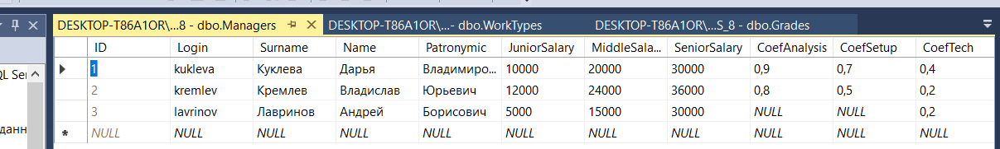 DESKTOP-T86A1OR\...8 - dbo.Managers DESKTOP-T86A1OR\...- dbo.WorkTypes DESKTOP-T86A1OR\...S_8 - dbo.Grades
ID Login Surname Name Patronymic JuniorSalary MiddleSala... SeniorSalary CoefAnalysis CoefSetup CoefTech
1 kukleva Куклева Дарья Владимиро... 10000 20000 30000 0,9 0,7 0,4
QL Ser
2 kremlev Кремлев Владислав Юрьевич 12000 24000 36000 0,8 0,5 0,2
3 lavrinov Лавринов Андрей Борисович 5000 15000 30000 NULL NULL 0,2
данн
NULL NULL NULL NULL NULL NULL NULL NULL NULL NULL NULL